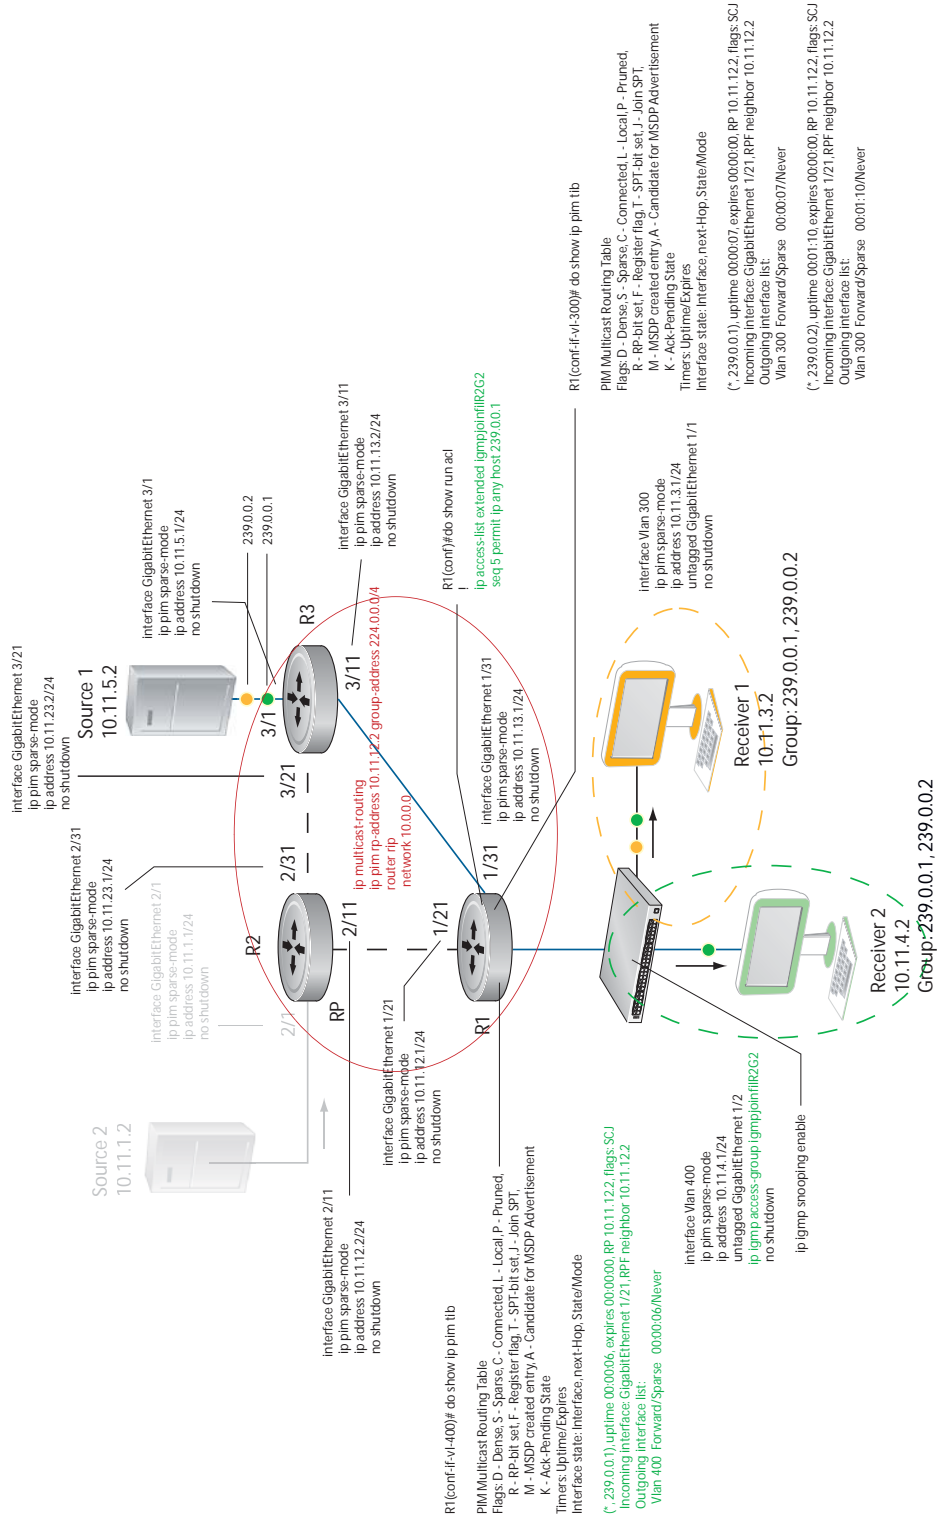 Source 2
10.11.1.2
2/1
interface GigabitEthernet 2/1
ip pim sparse-mode
ip address 10.11.1.1/24
no shutdown
interface GigabitEthernet 2/31
ip pim sparse-mode
ip address 10.11.23.1/24
no shutdown
interface GigabitEthernet 3/21
ip pim sparse-mode
ip address 10.11.23.2/24
no shutdown
Source 1
10.11.5.2
interface GigabitEthernet 3/1
ip pim sparse-mode
ip address 10.11.5.1/24
no shutdown
239.0.0.2
239.0.0.1
3/1
R2
2/31
3/21
R3
RP
2/11
3/11
interface GigabitEthernet 3/11
ip pim sparse-mode
ip address 10.11.13.2/24
no shutdown
interface GigabitEthernet 2/11
ip pim sparse-mode
ip address 10.11.12.2/24
no shutdown
ip multicast-routing
ip pim rp-address 10.11.12.2 group-address 224.0.0.0/4
router rip
network 10.0.0.0
interface GigabitEthernet 1/21
ip pim sparse-mode
ip address 10.11.12.1/24
no shutdown
1/21
R1
1/31
interface GigabitEthernet 1/31
ip pim sparse-mode
ip address 10.11.13.1/24
no shutdown
R1(conf)#do show run acl
!
ip access-list extended igmpjoinfilR2G2
seq 5 permit ip any host 239.0.0.1
R1(conf-if-vl-400)# do show ip pim tib
PIM Multicast Routing Table
Flags: D - Dense, S - Sparse, C - Connected, L - Local, P - Pruned,
R - RP-bit set, F - Register flag, T - SPT-bit set, J - Join SPT,
M - MSDP created entry, A - Candidate for MSDP Advertisement
K - Ack-Pending State
Timers: Uptime/Expires
Interface state: Interface, next-Hop, State/Mode
(*, 239.0.0.1), uptime 00:00:06, expires 00:00:00, RP 10.11.12.2, flags: SCJ
Incoming interface: GigabitEthernet 1/21, RPF neighbor 10.11.12.2
Outgoing interface list:
Vlan 400 Forward/Sparse 00:00:06/Never
R1(conf-if-vl-300)# do show ip pim tib
PIM Multicast Routing Table
Flags: D - Dense, S - Sparse, C - Connected, L - Local, P - Pruned,
R - RP-bit set, F - Register flag, T - SPT-bit set, J - Join SPT,
M - MSDP created entry, A - Candidate for MSDP Advertisement
K - Ack-Pending State
Timers: Uptime/Expires
Interface state: Interface, next-Hop, State/Mode
(*, 239.0.0.1), uptime 00:00:07, expires 00:00:00, RP 10.11.12.2, flags: SCJ
Incoming interface: GigabitEthernet 1/21, RPF neighbor 10.11.12.2
Outgoing interface list:
Vlan 300 Forward/Sparse 00:00:07/Never
(*, 239.0.0.2), uptime 00:01:10, expires 00:00:00, RP 10.11.12.2, flags: SCJ
Incoming interface: GigabitEthernet 1/21, RPF neighbor 10.11.12.2
Outgoing interface list:
Vlan 300 Forward/Sparse 00:01:10/Never
interface Vlan 300
ip pim sparse-mode
ip address 10.11.3.1/24
untagged GigabitEthernet 1/1
no shutdown
Receiver 1
10.11.3.2
Group: 239.0.0.1, 239.0.0.2
interface Vlan 400
ip pim sparse-mode
ip address 10.11.4.1/24
untagged GigabitEthernet 1/2
ip igmp access-group igmpjoinfilR2G2
no shutdown
ip igmp snooping enable
Receiver 2
10.11.4.2
Group: 239.0.0.1, 239.0.0.2